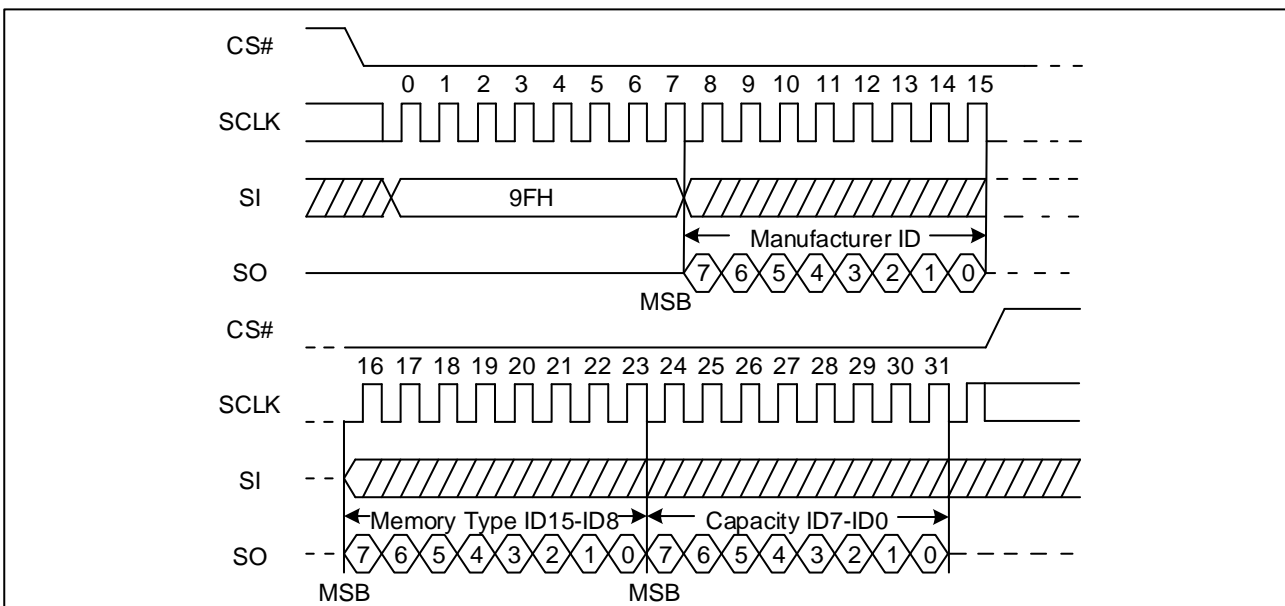 CS#
0 1 2 3 4 5 6 7 8 9 10 11 12 13 14 15
SCLK
SI 9FH
Manufacturer ID
SO 7 6 5 4 3 2 1 0
MSB
CS#
16 17 18 19 20 21 22 23 24 25 26 27 28 29 30 31
SCLK
SI
Memory Type ID15-ID8 Capacity ID7-ID0
SO 7 6 5 4 3 2 1 0 7 6 5 4 3 2 1 0
MSB MSB